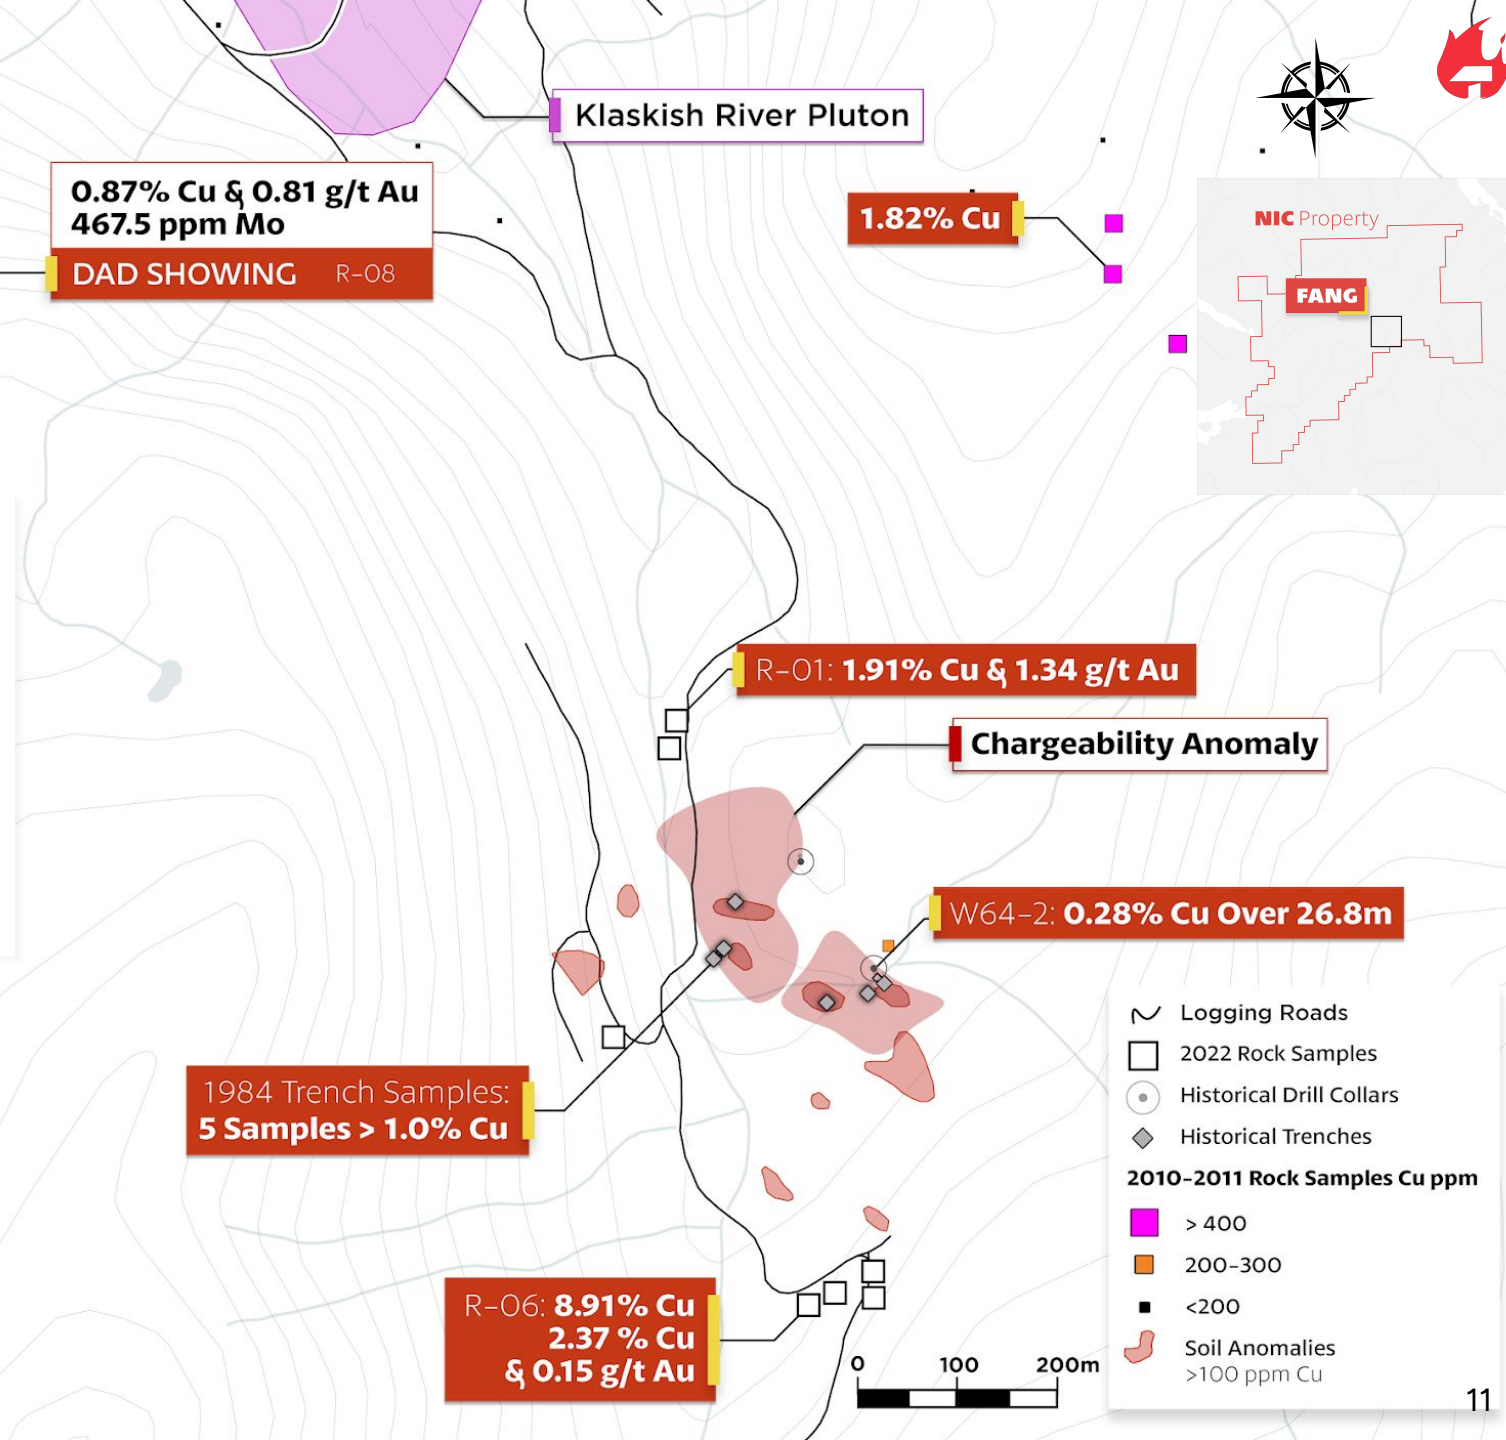 Klaskish River Pluton
0.87% Cu & 0.81 g/t Au
467.5 ppm Mo
DAD SHOWING R-08
1.82% Cu
NIC Property
FANG
R-01: 1.91% Cu & 1.34 g/t Au
Chargeability Anomaly
W64-2: 0.28% Cu Over 26.8m
1984 Trench Samples:
5 Samples > 1.0% Cu
R-06: 8.91% Cu
2.37 % Cu
& 0.15 g/t Au
0 100 200m
Logging Roads
2022 Rock Samples
Historical Drill Collars
Historical Trenches
2010-2011 Rock Samples Cu ppm
> 400
200-300
<200
Soil Anomalies
>100 ppm Cu
11